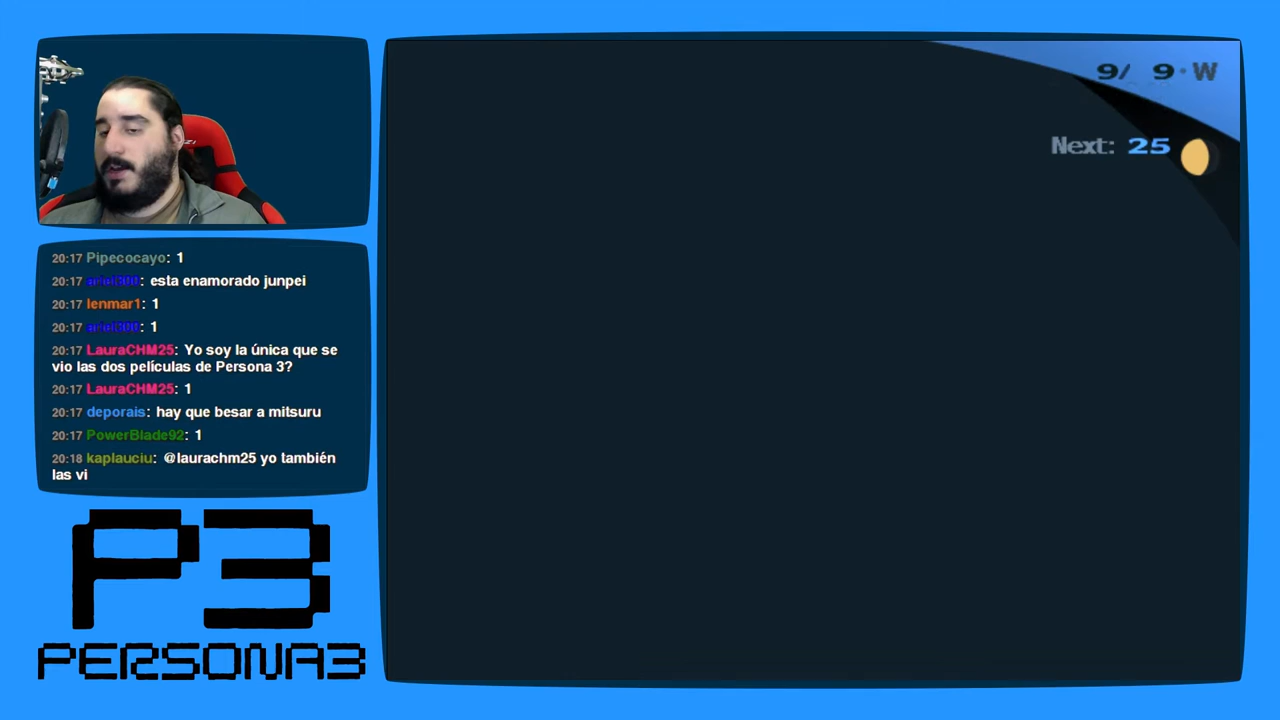 9/ 9·W
Next: 25
20:17 Pipecocayo: 1
20:17 ariel300: esta enamorado junpei
20:17 lenmar1: 1
20:17 ariel300: 1
20:17 LauraCHM25: Yo soy la única que se
vio las dos películas de Persona 3?
20:17 LauraCHM25: 1
20:17 deporais: hay que besar a mitsuru
20:17 PowerBlade92: 1
20:18 kaplauciu: @laurachm25 yo también
las vi
P3
PERSONA3